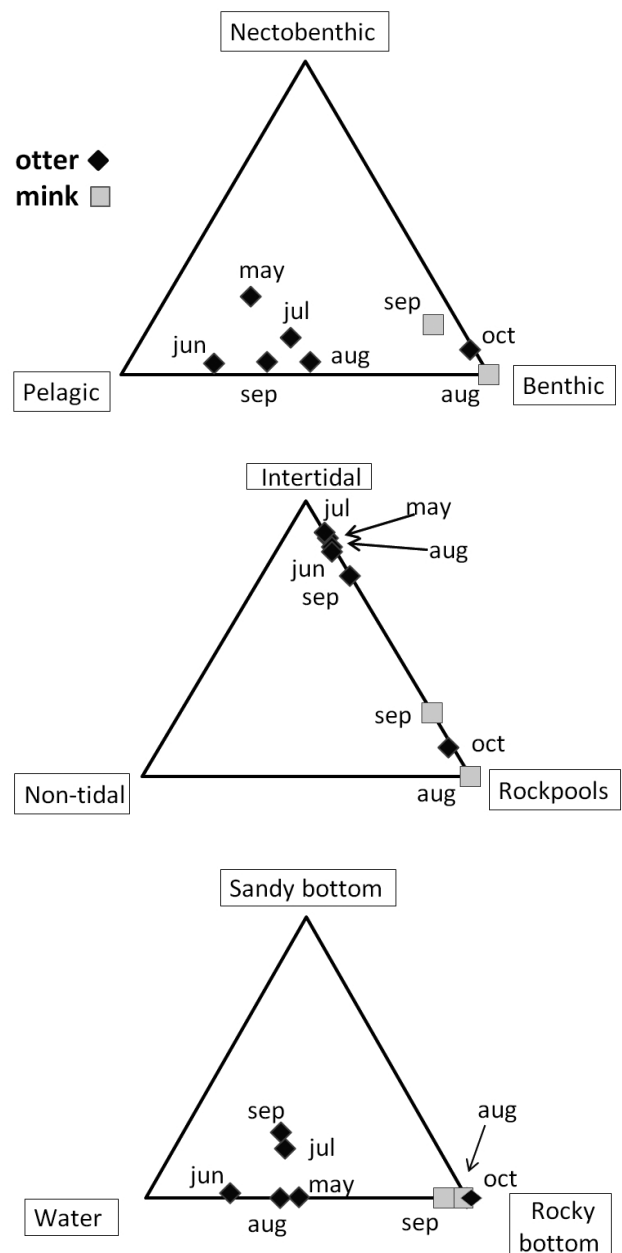 Nectobenthic
otter
mink
may
sep
jul
oct
jun
aug
Pelagic
sep
aug
Benthic
Intertidal
jul
may
aug
jun
sep
sep
oct
Non-tidal
aug
Rockpools
Sandy bottom
aug
sep
jul
jun
may
oct
Water
aug
sep
Rocky
bottom